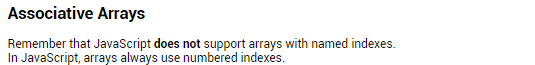 Associative Arrays
Remember that JavaScript does not support arrays with named indexes.
In JavaScript, arrays always use numbered indexes.